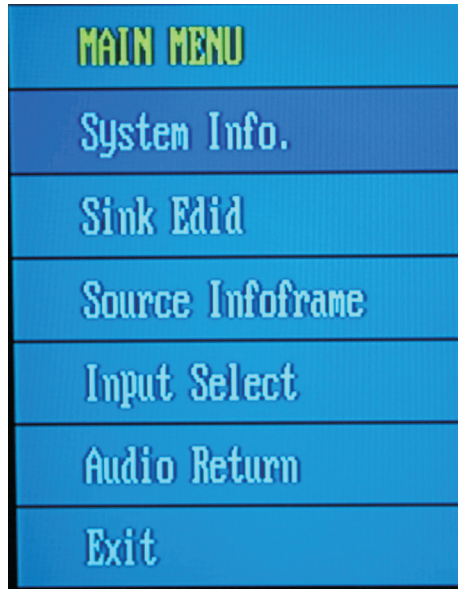 MAIN MENU
System Info.
Sink Edid
Source Infoframe
Input Select
Audio Return
Exit